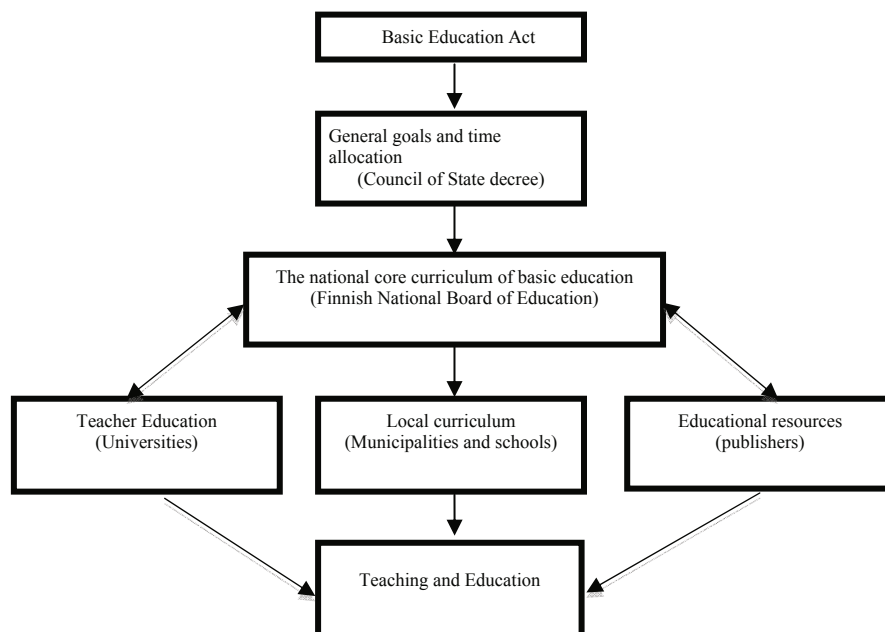 Basic Education Act
General goals and time
allocation
(Council of State decree)
The national core curriculum of basic education
(Finnish National Board of Education)
Teacher Education
(Universities)
Local curriculum
(Municipalities and schools)
Educational resources
(publishers)
Teaching and Education